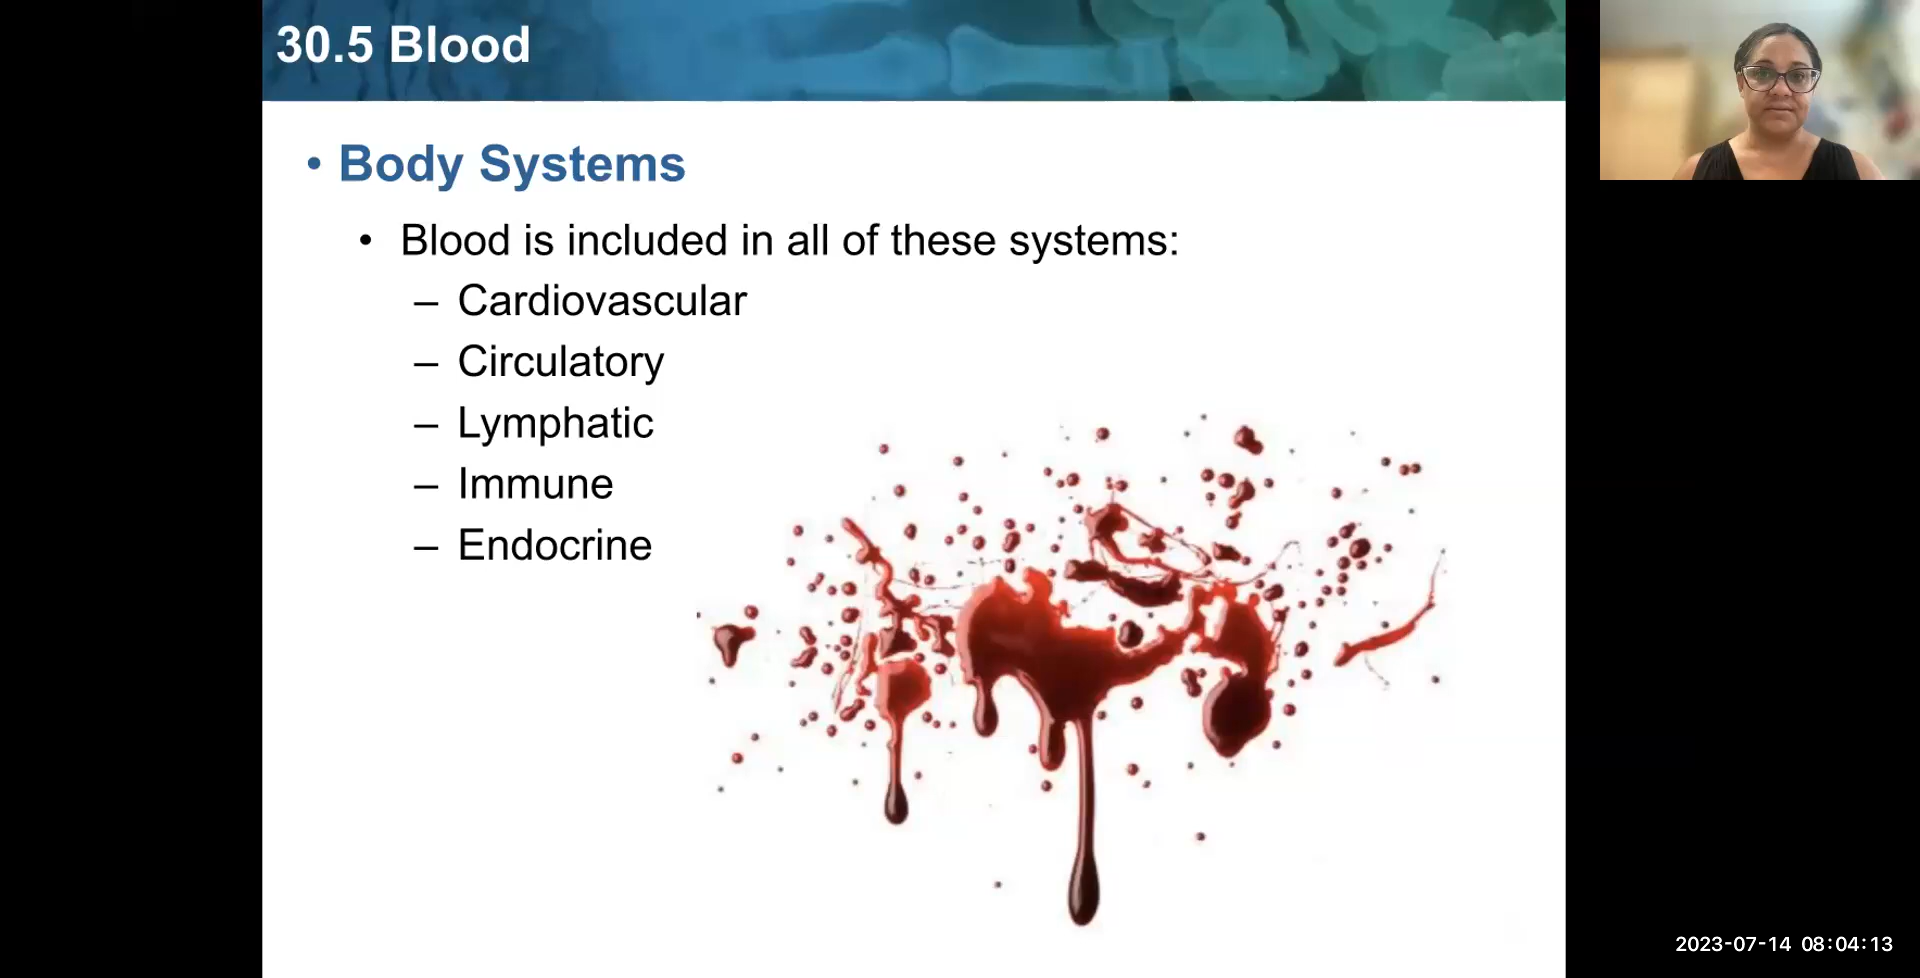 30.5 Blood
• Body Systems
• Blood is included in all of these systems:
– Cardiovascular
– Circulatory
– Lymphatic
– Immune
– Endocrine
2023-07-14 08:04:13